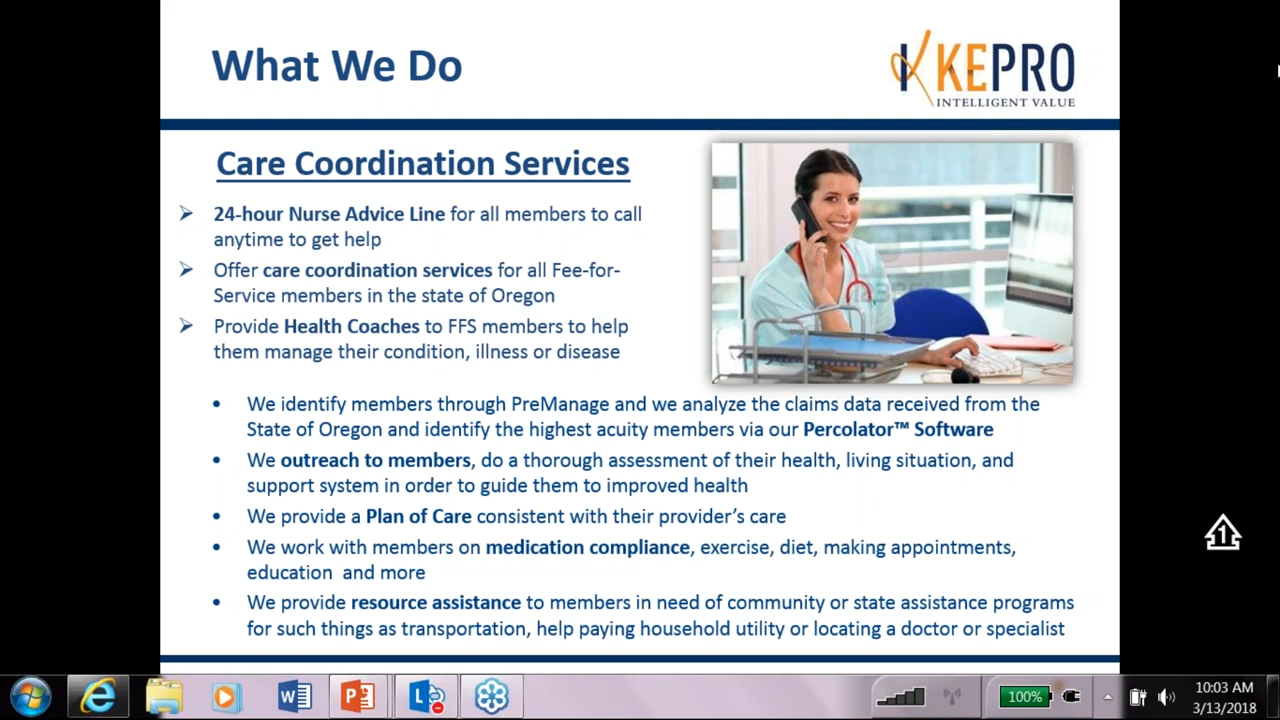 What We Do
KEPRO
INTELLIGENT VALUE
Care Coordination Services
24-hour Nurse Advice Line for all members to call
anytime to get help
Offer care coordination services for all Fee-for-
Service members in the state of Oregon
Provide Health Coaches to FFS members to help
them manage their condition, illness or disease
We identify members through PreManage and we analyze the claims data received from the
State of Oregon and identify the highest acuity members via our Percolator™ Software
We outreach to members, do a thorough assessment of their health, living situation, and
support system in order to guide them to improved health
We provide a Plan of Care consistent with their provider’s care
We work with members on medication compliance, exercise, diet, making appointments,
education and more
We provide resource assistance to members in need of community or state assistance programs
for such things as transportation, help paying household utility or locating a doctor or specialist
1
100%
10:03 AM
3/13/2018